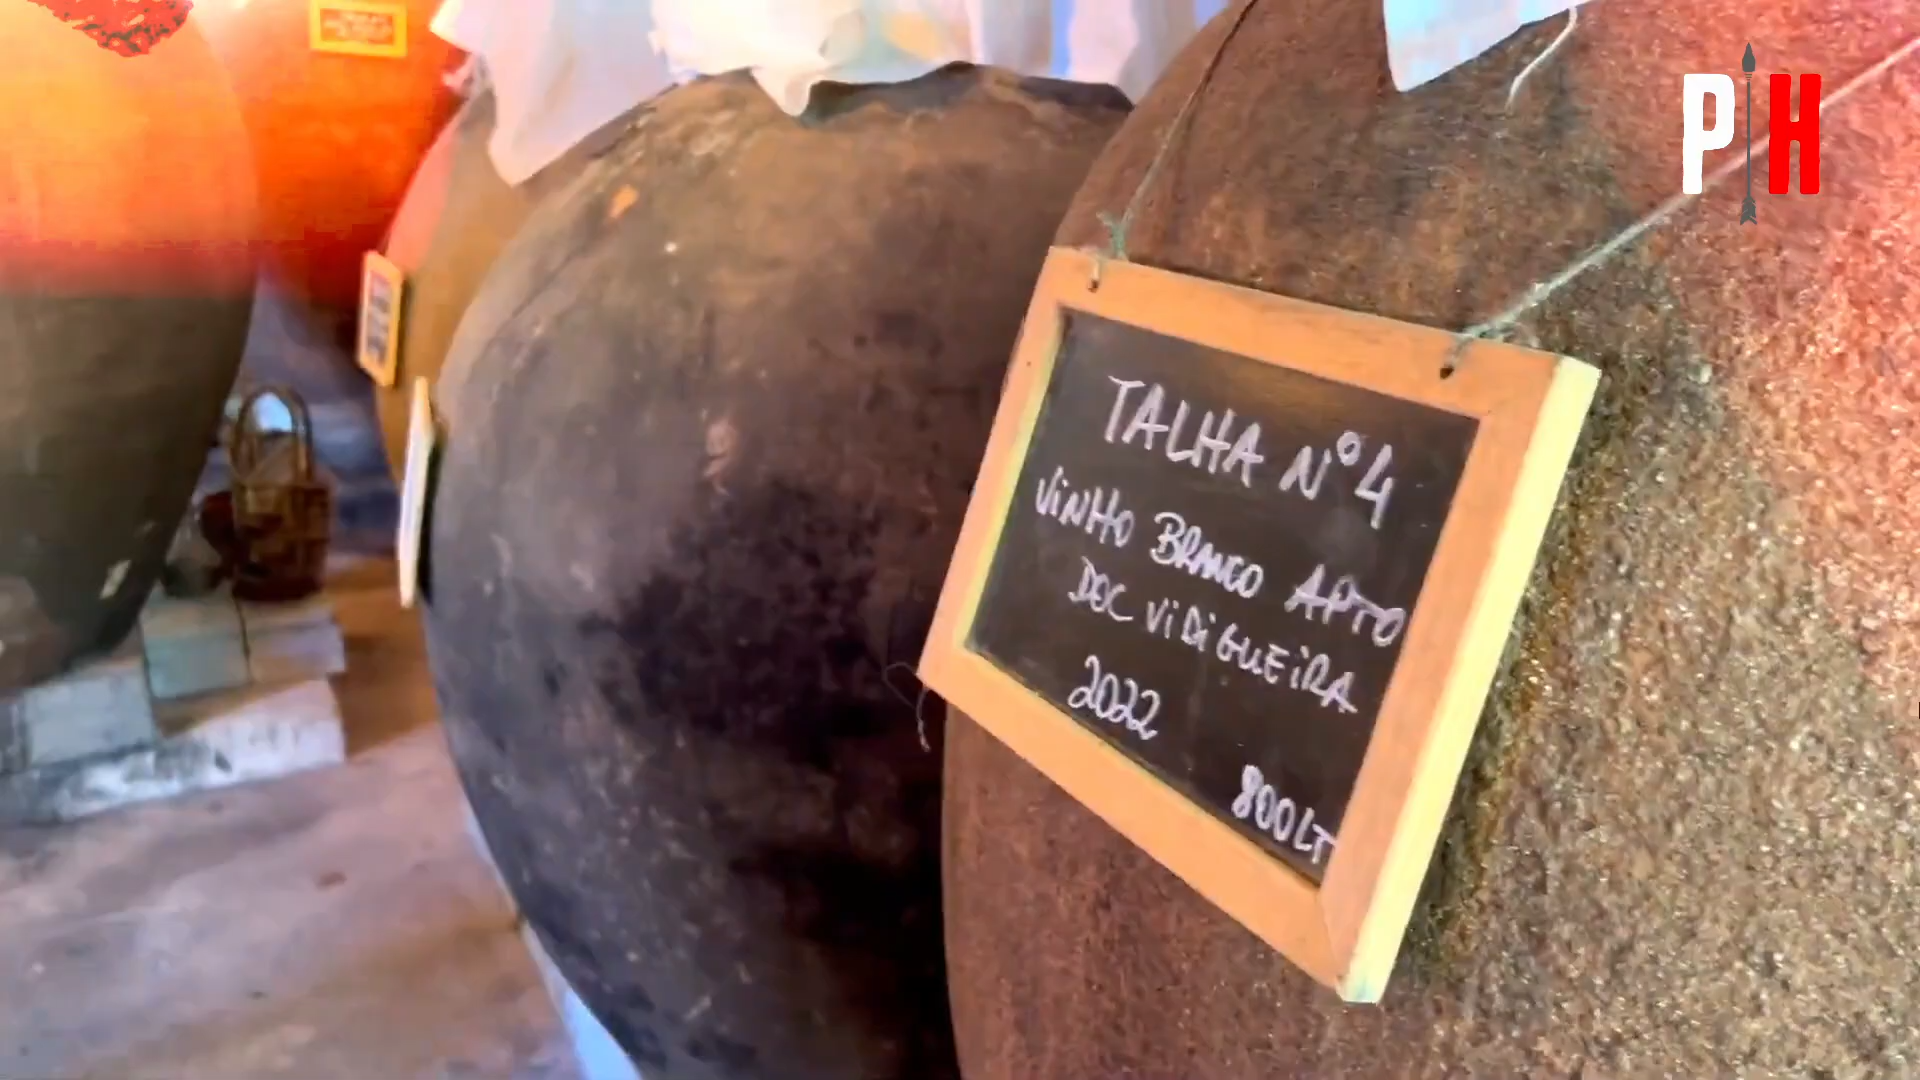 PH
TALHA Nº4
VINHO BRANCO APTO
DOC VIDIGUEIRA
2022
800LT